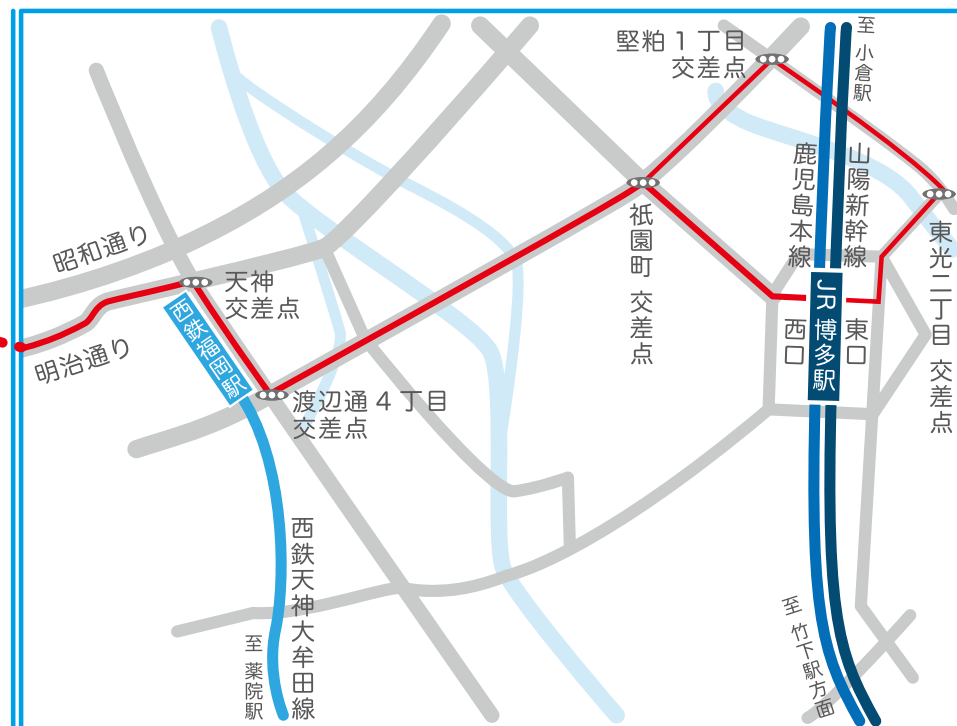 堅粕１丁目
交差点
至 小倉駅
鹿児島本線
山陽新幹線
祇園町 交差点
東光二丁目 交差点
昭和通り
天神
交差点
明治通り
西鉄福岡駅
JR 博多駅
西口
東口
渡辺通４丁目
交差点
西鉄天神大牟田線
至 薬院駅
至 竹下駅方面